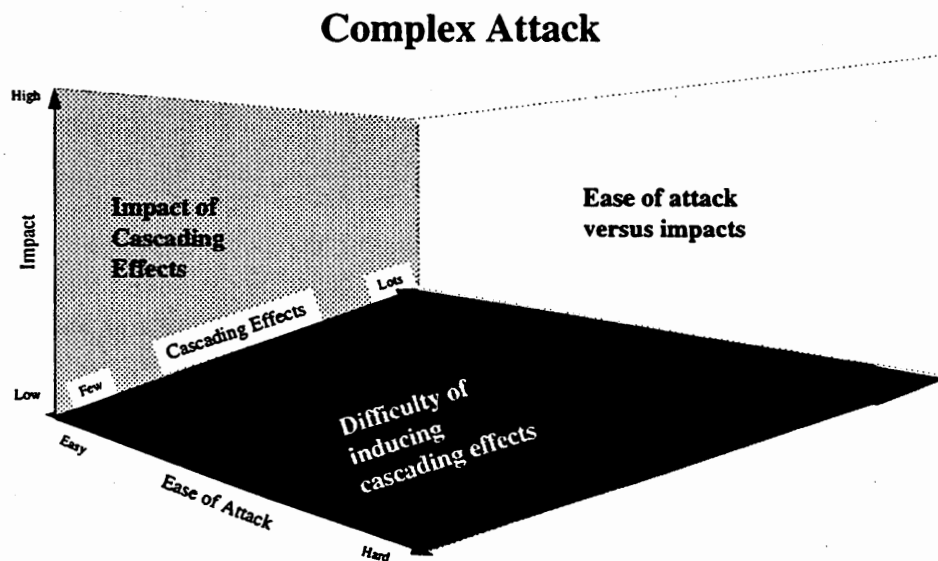 Complex Attack
High
Impact
Low
Impact of
Cascading
Effects
Ease of attack
versus impacts
Lots
Cascading Effects
Few
Difficulty of
inducing
cascading effects
Easy
Ease of Attack
Hard